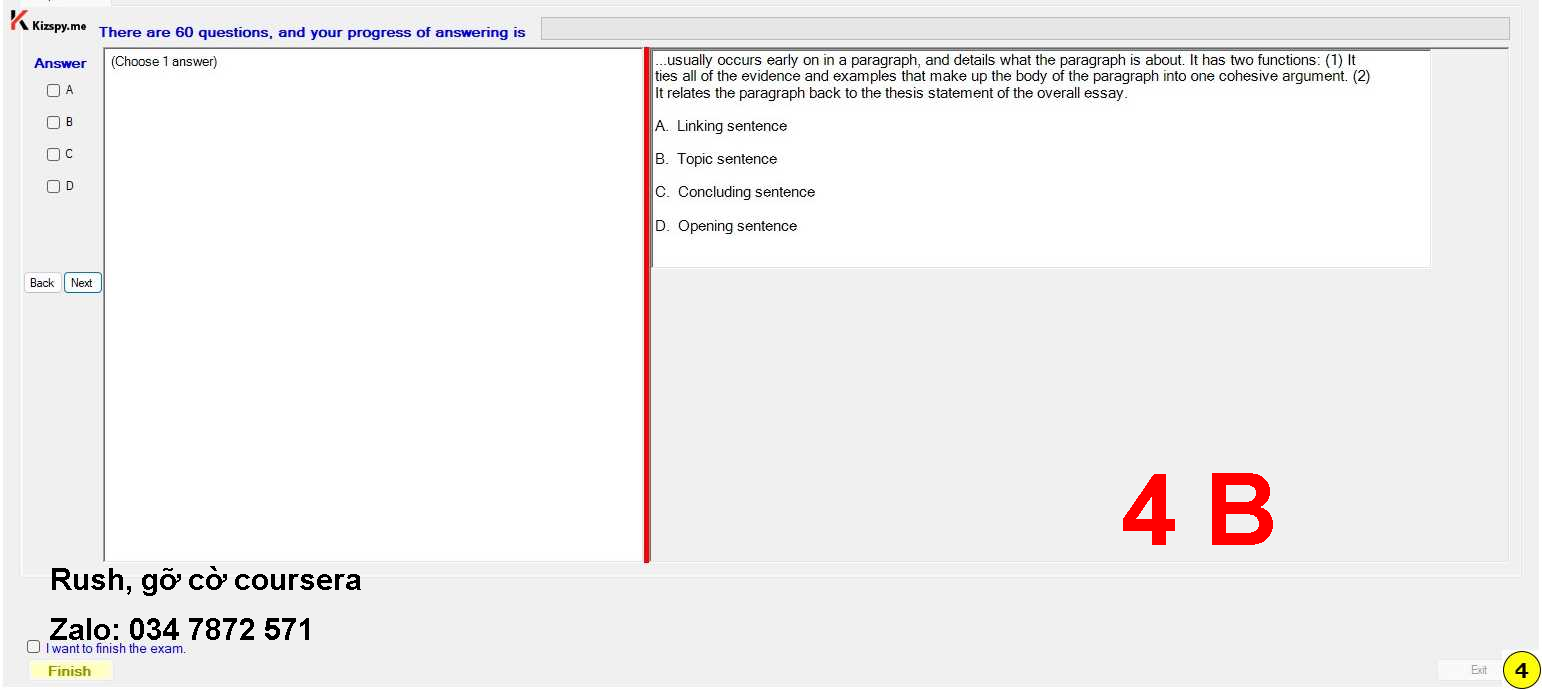 Kizspy.me
There are 60 questions, and your progress of answering is
Answer
(Choose 1 answer)
A
B
C
D
Back
Next
...usually occurs early on in a paragraph, and details what the paragraph is about. It has two functions: (1) It
ties all of the evidence and examples that make up the body of the paragraph into one cohesive argument. (2)
It relates the paragraph back to the thesis statement of the overall essay.
A. Linking sentence
B. Topic sentence
C. Concluding sentence
D. Opening sentence
4 B
Rush, gỡ cờ coursera
Zalo: 034 7872 571
I want to finish the exam.
Finish
Exit
4